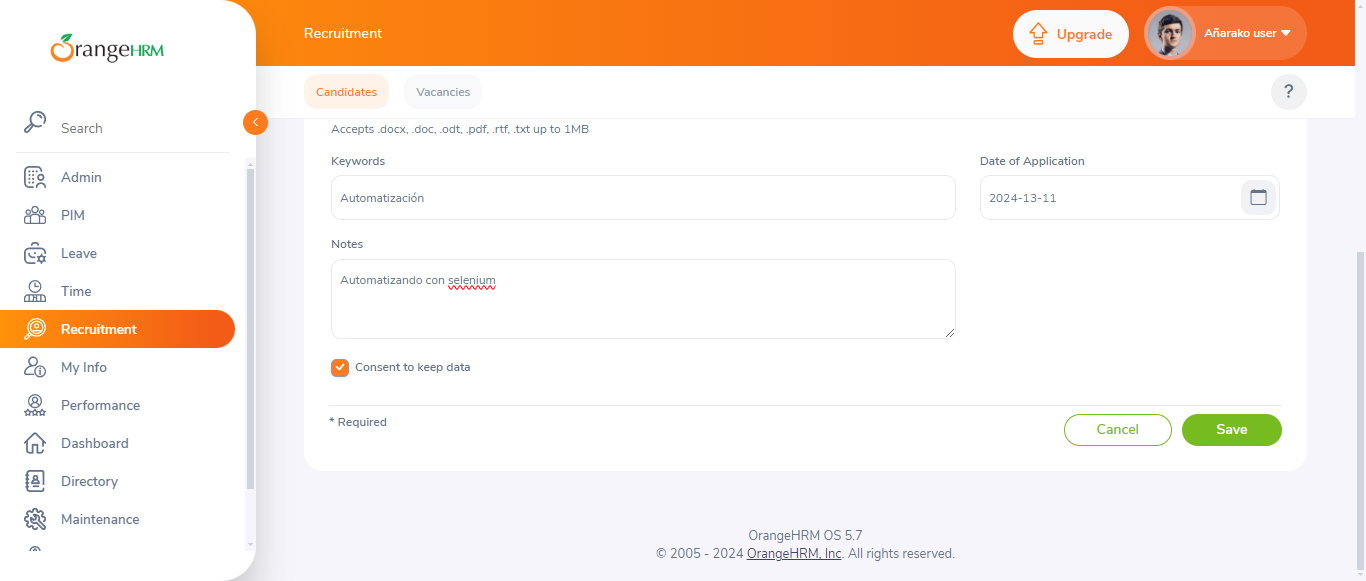 OrangeHRM
Search
Admin
PIM
Leave
Time
Recruitment
My Info
Performance
Dashboard
Directory
Maintenance
Recruitment
Upgrade
Añarako user
Candidates
Vacancies
?
Accepts .docx, .doc, .odt, .pdf, .rtf, .txt up to 1MB
Keywords
Date of Application
Automatización
2024-13-11
Notes
Automatizando con selenium
Consent to keep data
* Required
Cancel
Save
OrangeHRM OS 5.7
© 2005 - 2024 OrangeHRM, Inc. All rights reserved.